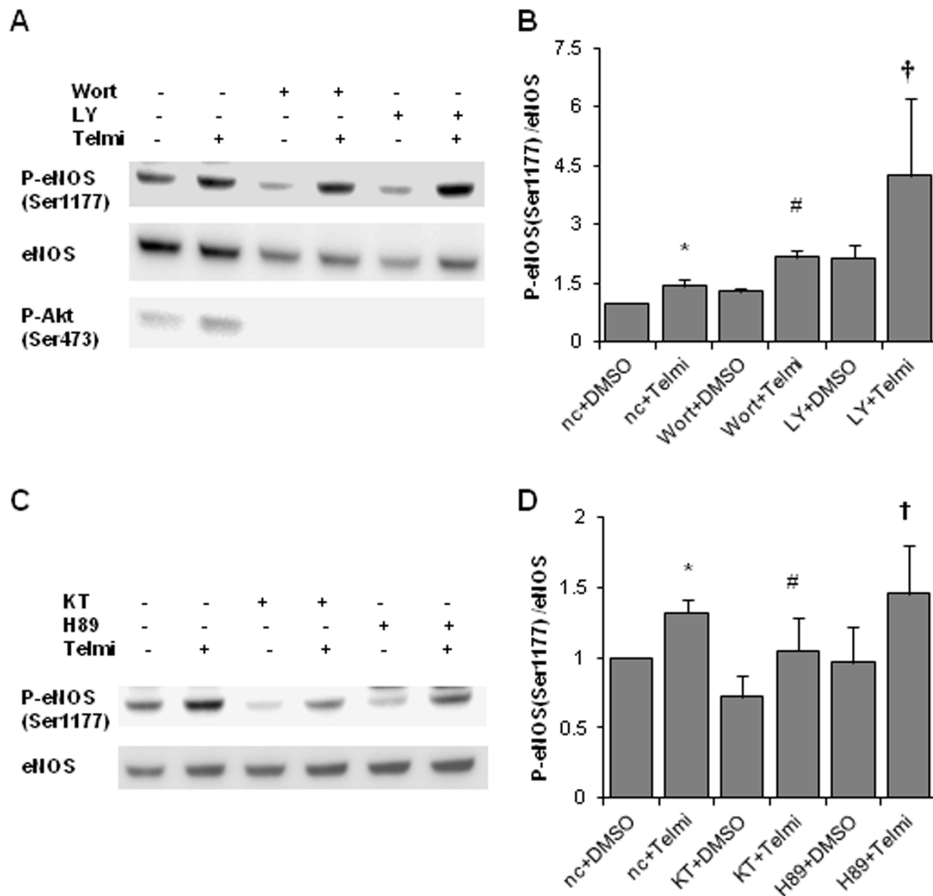 A
Wort - - + + - -
LY - - - - + +
Telmi - + - + - +
P-eNOS
(Ser1177)
eNOS
P-Akt
(Ser473)
B
P-eNOS(Ser1177) /eNOS
7.5
6
4.5
3
1.5
0
*
#
‡
nc+DMSO
nc+Telmi
Wort+DMSO
Wort+Telmi
LY+DMSO
LY+Telmi
C
KT - - + + - -
H89 - - - - + +
Telmi - + - + - +
P-eNOS
(Ser1177)
eNOS
D
P-eNOS(Ser1177) /eNOS
2
1.5
1
0.5
0
*
#
†
nc+DMSO
nc+Telmi
KT+DMSO
KT+Telmi
H89+DMSO
H89+Telmi